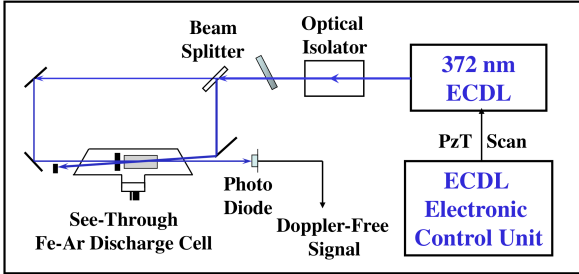 Beam
Splitter
Optical
Isolator
372 nm
ECDL
PzT Scan
ECDL
Electronic
Control Unit
Photo
Diode
Doppler-Free
Signal
See-Through
Fe-Ar Discharge Cell